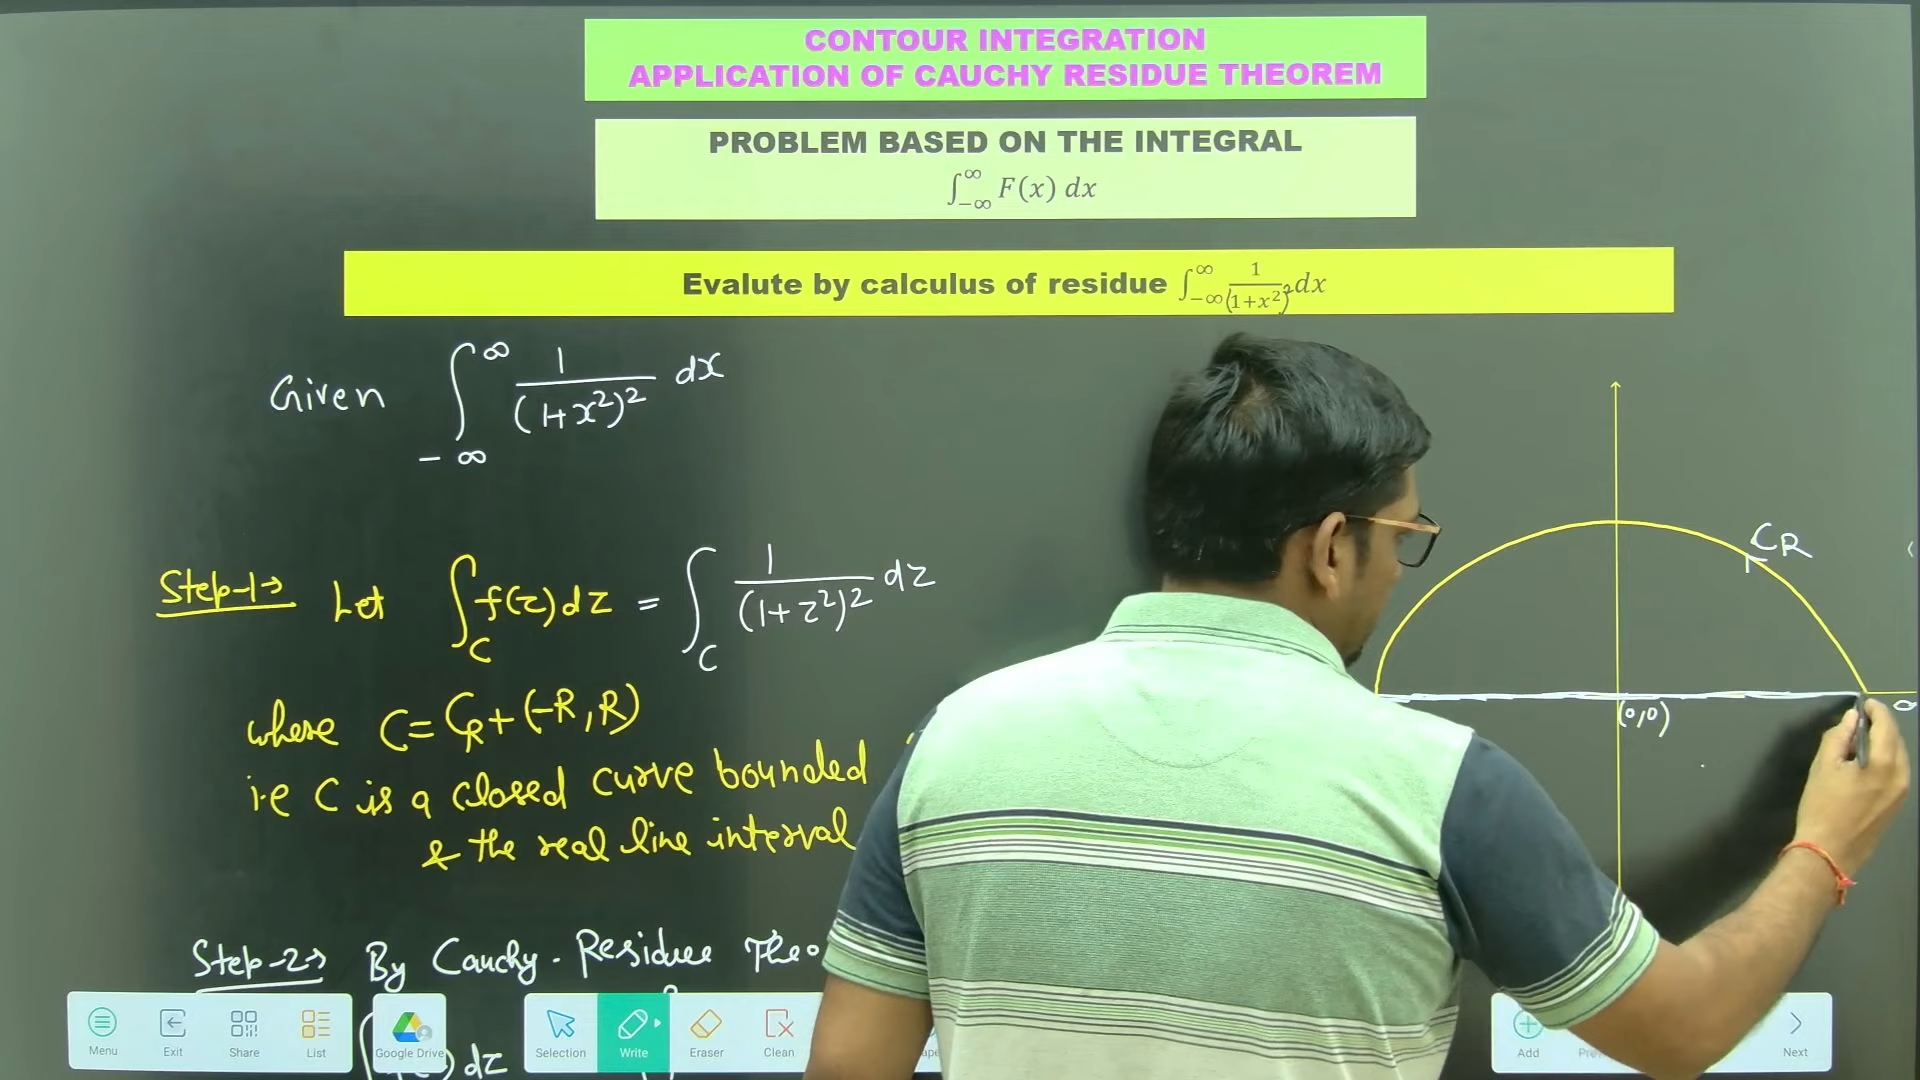 CONTOUR INTEGRATION
APPLICATION OF CAUCHY RESIDUE THEOREM
PROBLEM BASED ON THE INTEGRAL
∫_{-∞}^{∞} F(x) dx
Evalute by calculus of residue ∫_{-∞}^{∞} 1/(1+x²)² dx
Given ∫_{-∞}^{∞} 1/(1+x²)² dx
Step-1→ Let ∫_C f(z) dz = ∫_C 1/(1+z²)² dz
where C = C_R + (-R, R)
i.e C is a closed curve bounded
& the real line interval
Step-2→ By Cauchy - Residue Theo
dz
C_R
(0,0)
Menu
Exit
Share
List
Google Drive
Selection
Write
Eraser
Clean
Add
Next